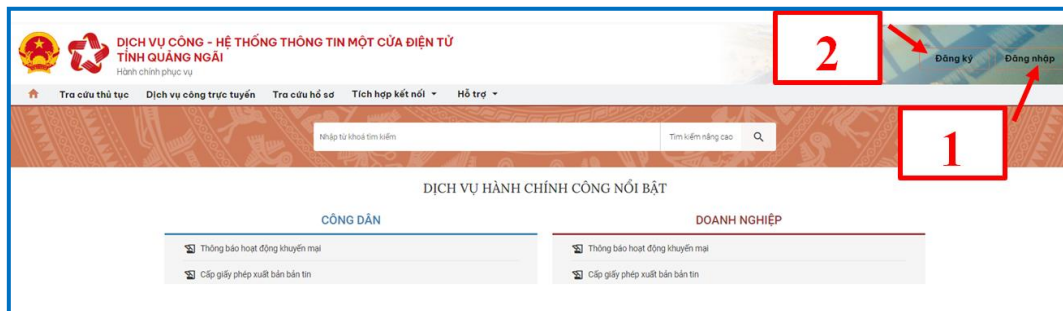 DỊCH VỤ CÔNG - HỆ THỐNG THÔNG TIN MỘT CỬA ĐIỆN TỬ
TỈNH QUẢNG NGÃI
Hành chính phục vụ
2
Đăng ký Đăng nhập
Tra cứu thủ tục Dịch vụ công trực tuyến Tra cứu hồ sơ Tích hợp kết nối Hỗ trợ
Nhập từ khoá tìm kiếm Tìm kiếm nâng cao
1
DỊCH VỤ HÀNH CHÍNH CÔNG NỔI BẬT
CÔNG DÂN DOANH NGHIỆP
Thông báo hoạt động khuyến mại Thông báo hoạt động khuyến mại
Cấp giấy phép xuất bản bản tin Cấp giấy phép xuất bản bản tin